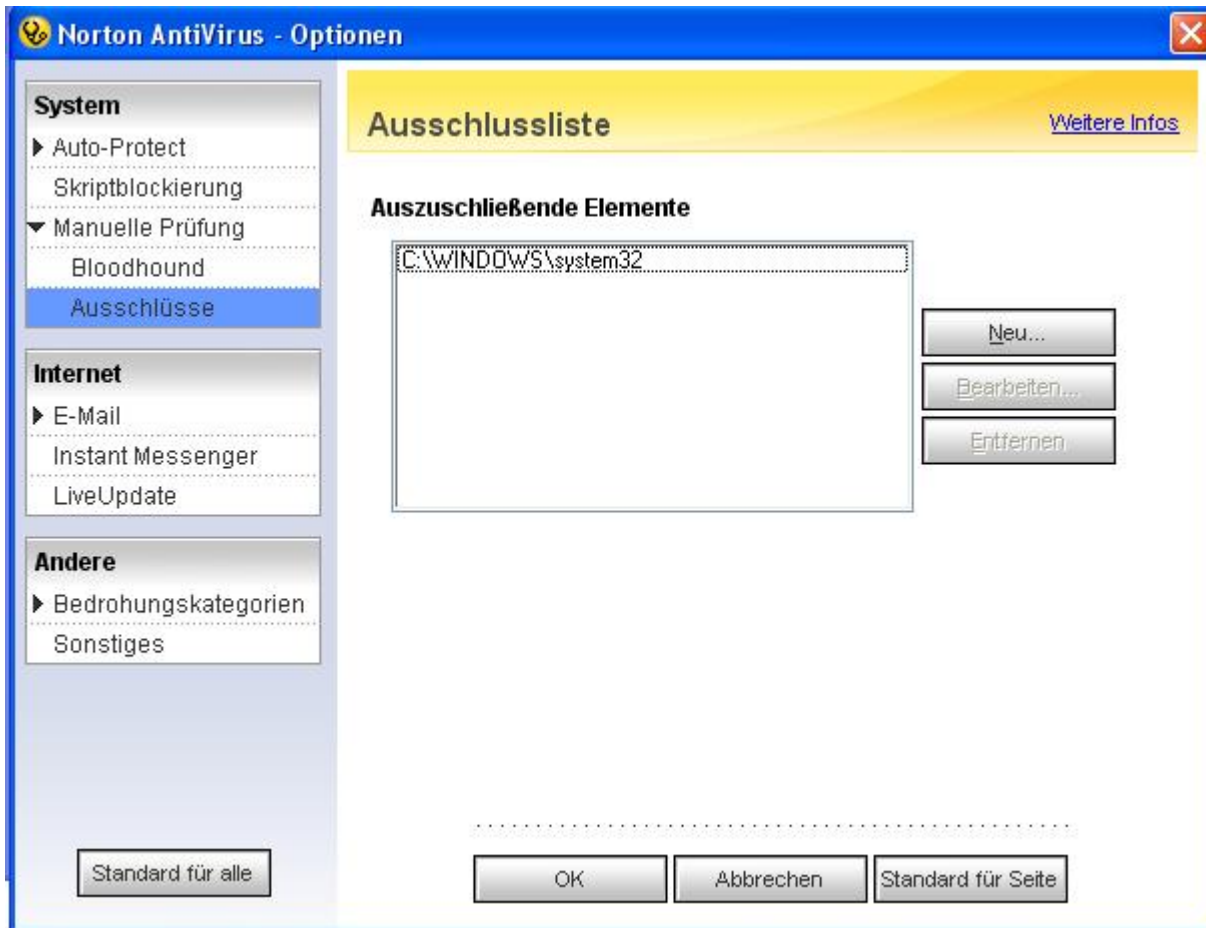 Norton AntiVirus - Optionen
System
Auto-Protect
Skriptblockierung
Manuelle Prüfung
Bloodhound
Ausschlüsse
Internet
E-Mail
Instant Messenger
LiveUpdate
Andere
Bedrohungskategorien
Sonstiges
Standard für alle
Ausschlussliste
Weitere Infos
Auszuschließende Elemente
C:\WINDOWS\system32
Neu...
Bearbeiten...
Entfernen
OK
Abbrechen
Standard für Seite